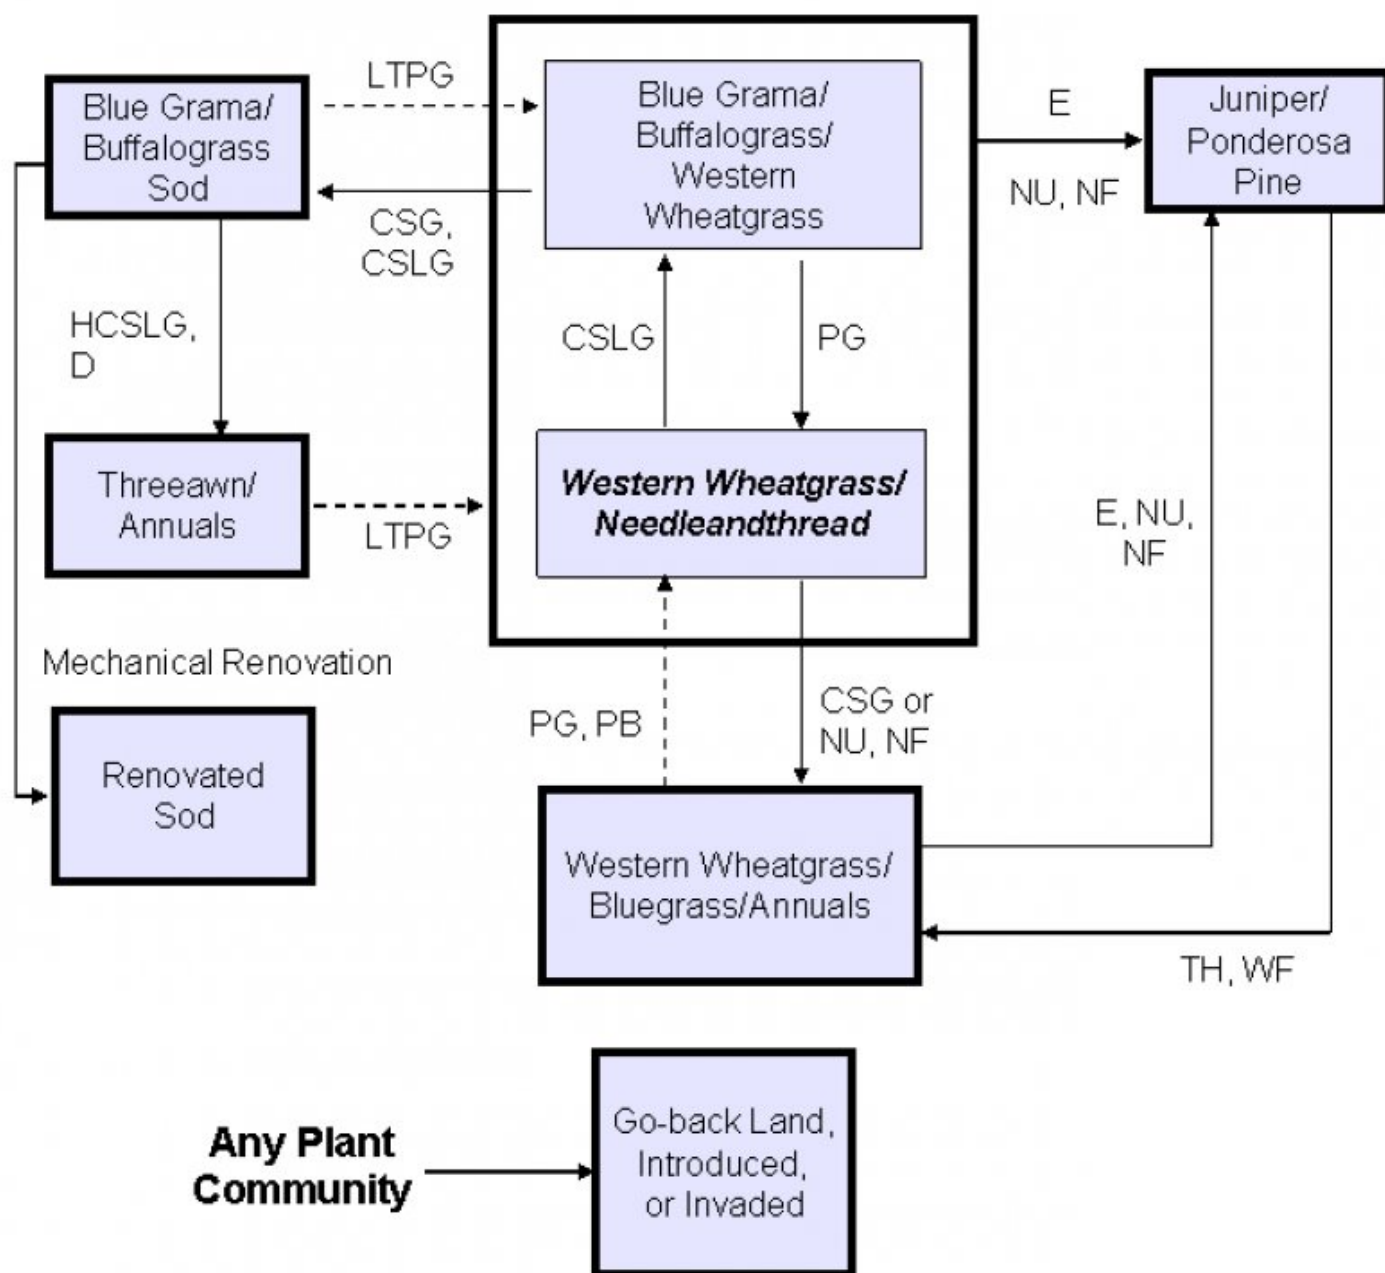 Blue Grama/
Buffalograss
Sod
LTPG
CSG,
CSLG
Blue Grama/
Buffalograss/
Western
Wheatgrass
E
NU, NF
Juniper/
Ponderosa
Pine
HCSLG,
D
CSLG
PG
Threeawn/
Annuals
LTPG
Western Wheatgrass/
Needleandthread
E, NU,
NF
Mechanical Renovation
Renovated
Sod
PG, PB
CSG or
NU, NF
Western Wheatgrass/
Bluegrass/Annuals
TH, WF
Any Plant
Community
Go-back Land,
Introduced,
or Invaded